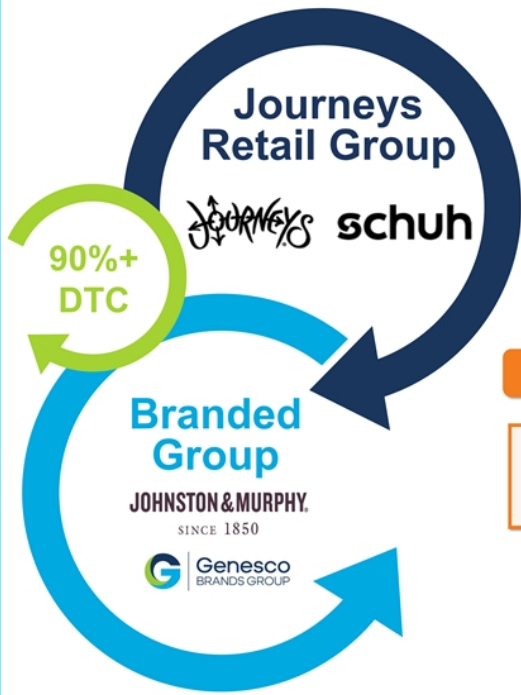 Journeys
Retail Group
JOURNEYS
schuh
90%+
DTC
Branded
Group
JOHNSTON & MURPHY.
SINCE 1850
Genesco
BRANDS GROUP